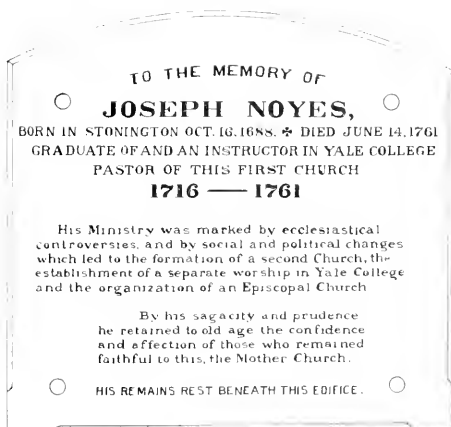 TO THE MEMORY OF
JOSEPH NOYES,
BORN IN STONINGTON OCT. 16. 1688. ✤ DIED JUNE 14. 1761
GRADUATE OF AND AN INSTRUCTOR IN YALE COLLEGE
PASTOR OF THIS FIRST CHURCH
1716 — 1761
His Ministry was marked by ecclesiastical
controversies, and by social and political changes
which led to the formation of a second Church, the
establishment of a separate worship in Yale College
and the organization of an Episcopal Church
By his sagacity and prudence
he retained to old age the confidence
and affection of those who remained
faithful to this, the Mother Church.
HIS REMAINS REST BENEATH THIS EDIFICE.